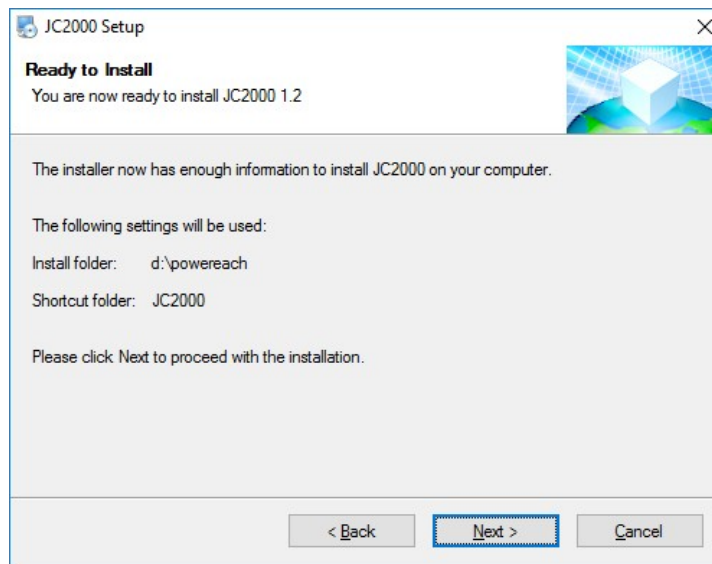 JC2000 Setup
Ready to Install
You are now ready to install JC2000 1.2
The installer now has enough information to install JC2000 on your computer.
The following settings will be used:
Install folder: d:\powereach
Shortcut folder: JC2000
Please click Next to proceed with the installation.
< Back Next > Cancel